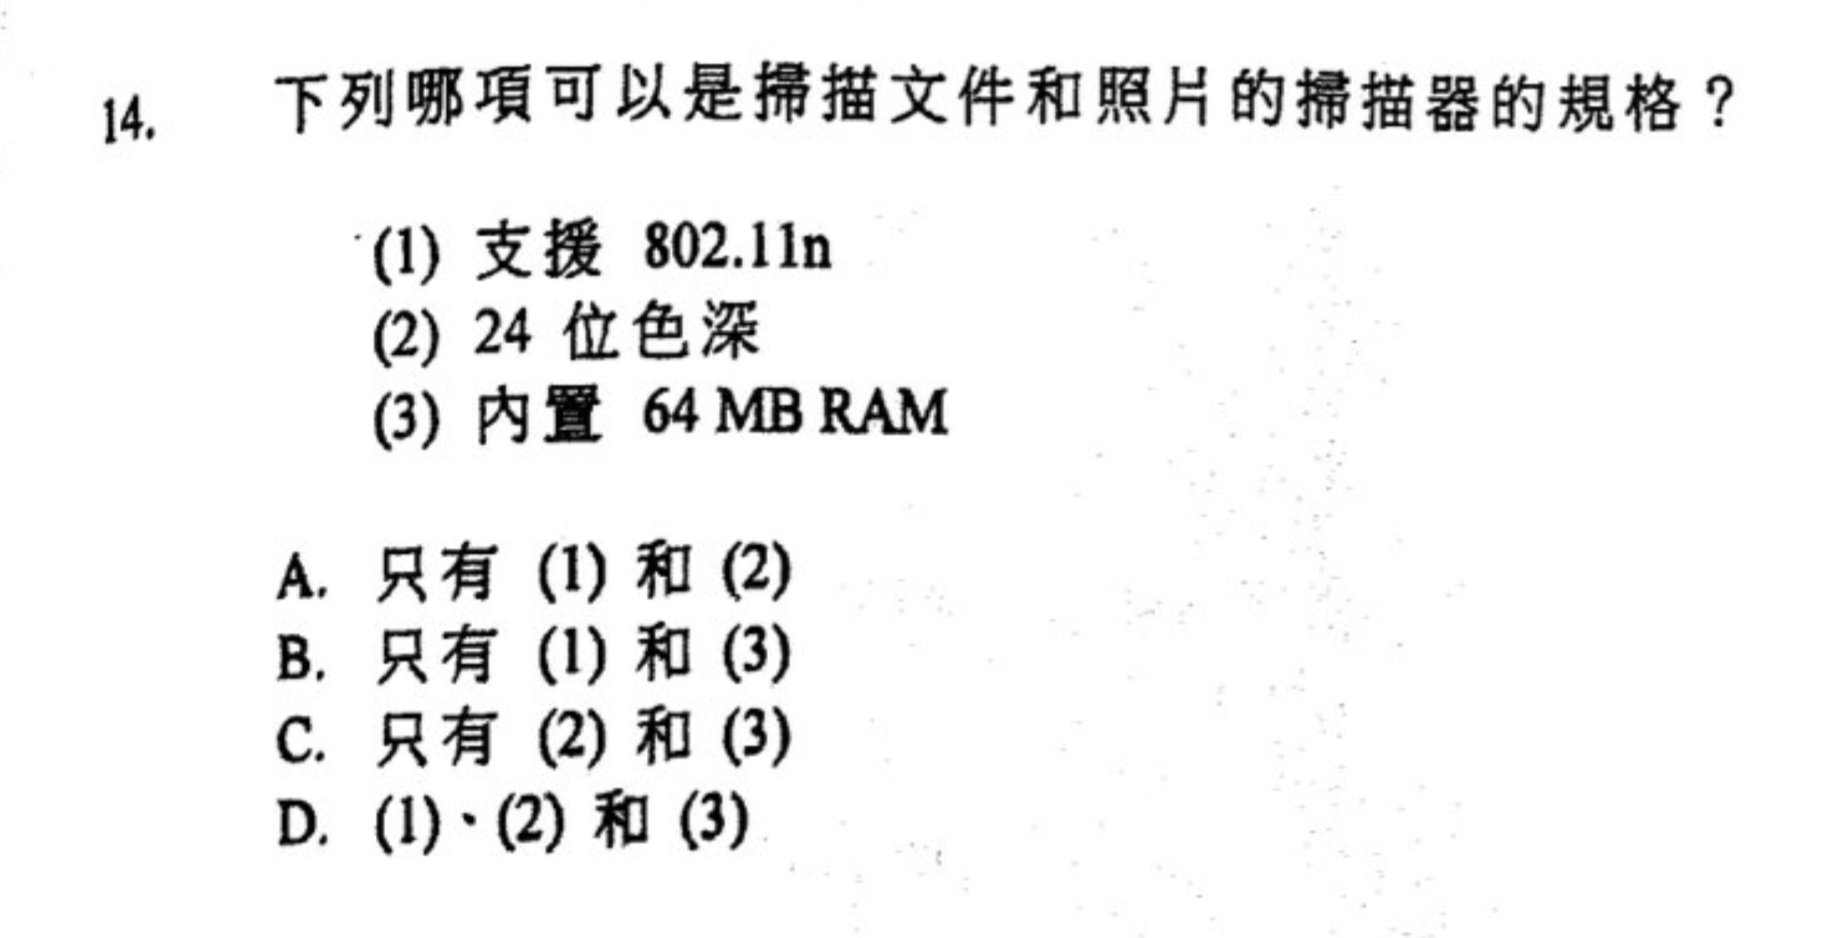 14. 下列哪項可以是掃描文件和照片的掃描器的規格？
(1) 支援 802.11n
(2) 24 位色深
(3) 內置 64 MB RAM
A. 只有 (1) 和 (2)
B. 只有 (1) 和 (3)
C. 只有 (2) 和 (3)
D. (1)、(2) 和 (3)